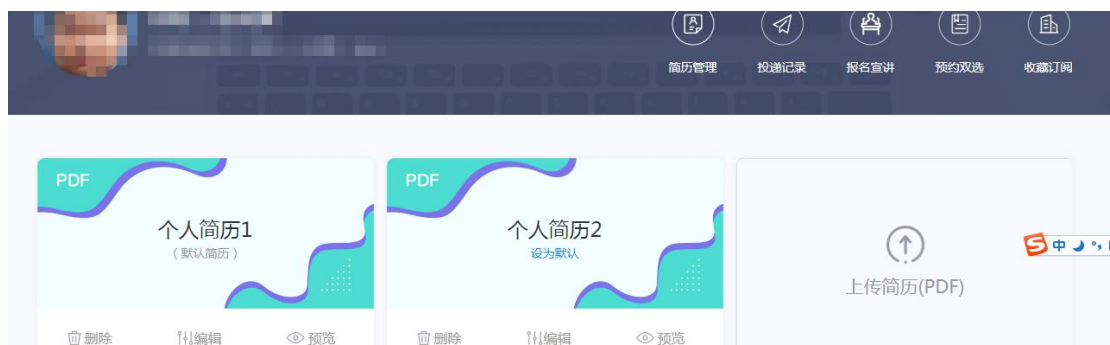 简历管理 投递记录 报名宣讲 预约双选 收藏订阅
PDF PDF
个人简历1 个人简历2
(默认简历) 设为默认
上传简历(PDF)
中
删除 编辑 预览 删除 编辑 预览